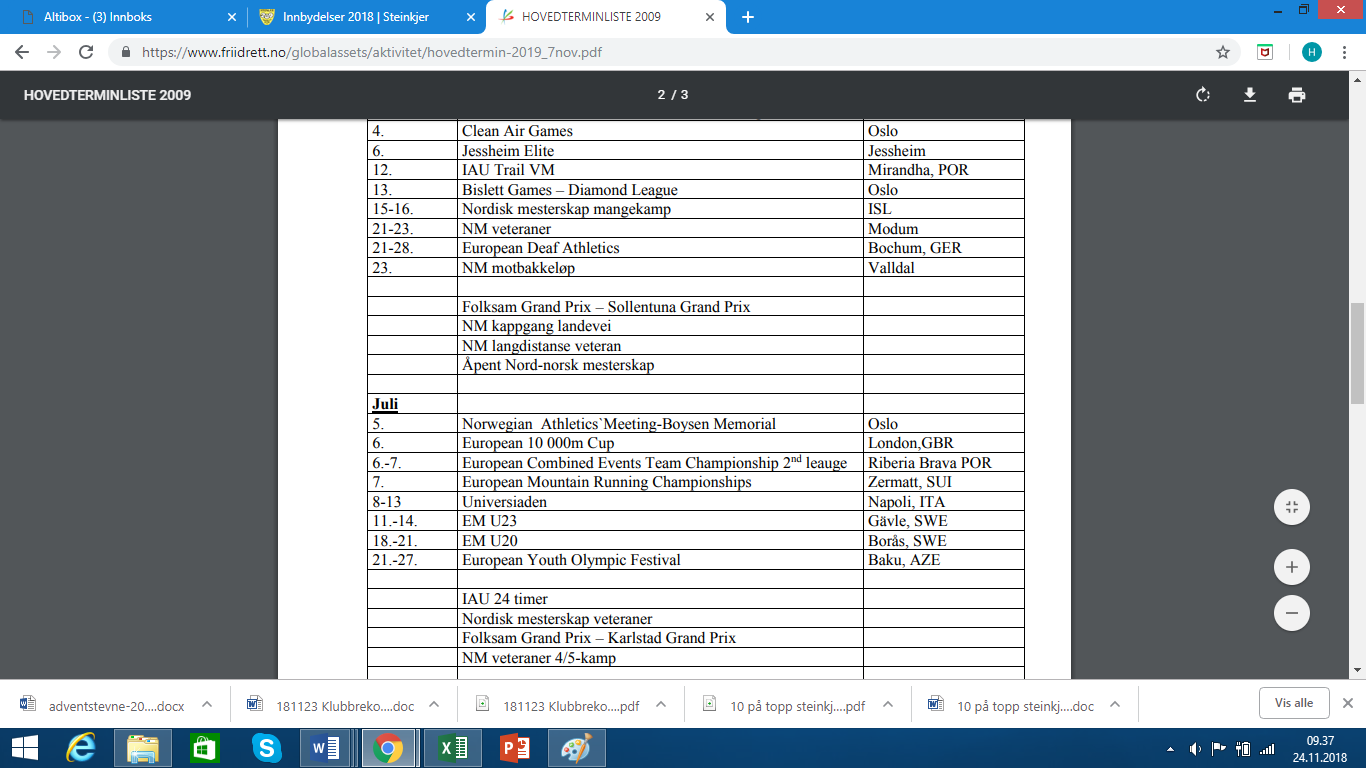 Altibox - (3) Innboks
Innbydelser 2018 | Steinkjer
HOVEDTERMINLISTE 2009
https://www.friidrett.no/globalassets/aktivitet/hovedtermin-2019_7nov.pdf
H
HOVEDTERMINLISTE 2009
2 / 3
4. Clean Air Games Oslo
6. Jessheim Elite Jessheim
12. IAU Trail VM Mirandha, POR
13. Bislett Games – Diamond League Oslo
15-16. Nordisk mesterskap mangekamp ISL
21-23. NM veteraner Modum
21-28. European Deaf Athletics Bochum, GER
23. NM motbakkeløp Valldal
Folksam Grand Prix – Sollentuna Grand Prix
NM kappgang landevei
NM langdistanse veteran
Åpent Nord-norsk mesterskap
Juli
5. Norwegian Athletics`Meeting-Boysen Memorial Oslo
6. European 10 000m Cup London,GBR
6.-7. European Combined Events Team Championship 2nd leauge Riberia Brava POR
7. European Mountain Running Championships Zermatt, SUI
8-13 Universiaden Napoli, ITA
11.-14. EM U23 Gävle, SWE
18.-21. EM U20 Borås, SWE
21.-27. European Youth Olympic Festival Baku, AZE
IAU 24 timer
Nordisk mesterskap veteraner
Folksam Grand Prix – Karlstad Grand Prix
NM veteraner 4/5-kamp
adventstevne-20....docx
181123 Klubbreko....doc
181123 Klubbreko....pdf
10 på topp steinkj....pdf
10 på topp steinkj....doc
Vis alle
09.37
24.11.2018